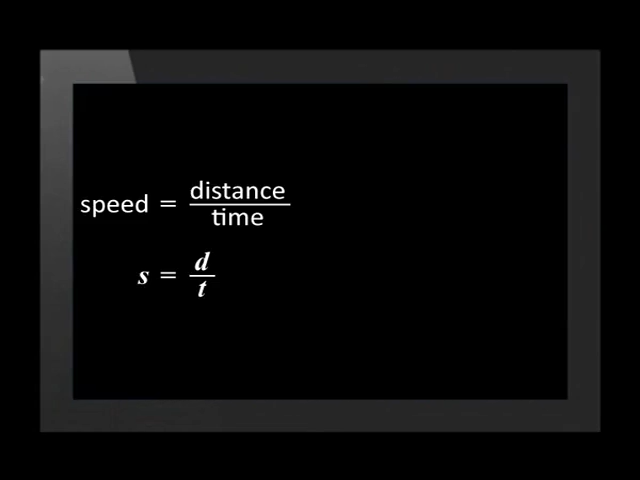 speed = distance / time
s = d / t